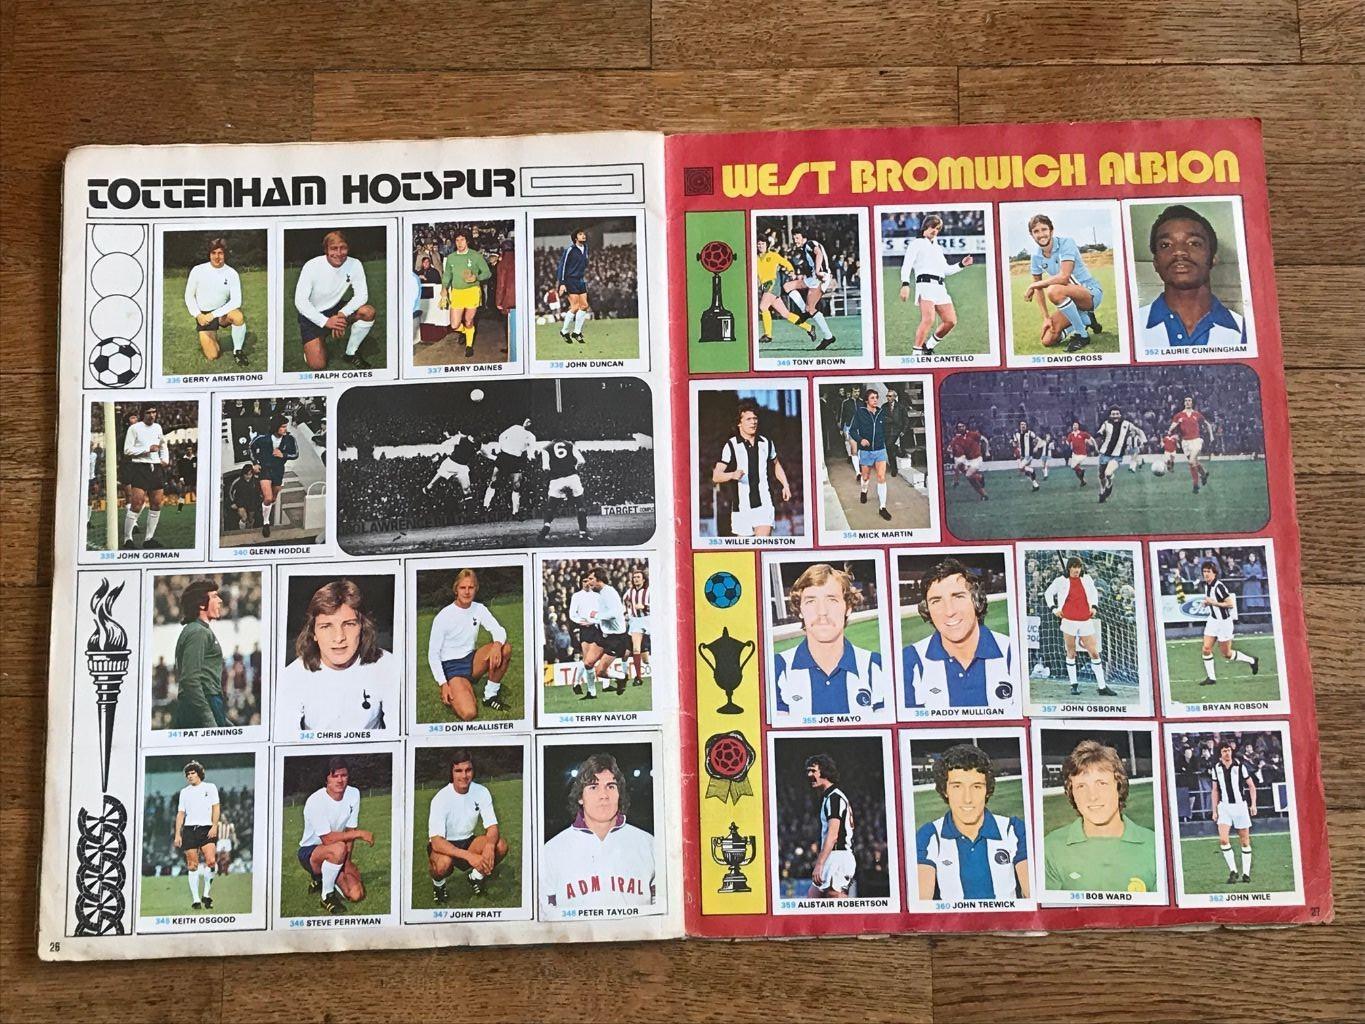 TOTTENHAM HOTSPUR
335 GERRY ARMSTRONG
336 RALPH COATES
337 BARRY DAINES
338 JOHN DUNCAN
339 JOHN GORMAN
340 GLENN HODDLE
6
LAWRENCE
TARGET
341 PAT JENNINGS
342 CHRIS JONES
343 DON McALLISTER
344 TERRY NAYLOR
345 KEITH OSGOOD
346 STEVE PERRYMAN
347 JOHN PRATT
ADMIRAL
348 PETER TAYLOR
26
WEST BROMWICH ALBION
349 TONY BROWN
350 LEN CANTELLO
351 DAVID CROSS
352 LAURIE CUNNINGHAM
353 WILLIE JOHNSTON
354 MICK MARTIN
355 JOE MAYO
356 PADDY MULLIGAN
357 JOHN OSBORNE
Ford
358 BRYAN ROBSON
359 ALISTAIR ROBERTSON
360 JOHN TREWICK
361 BOB WARD
362 JOHN WILE
27